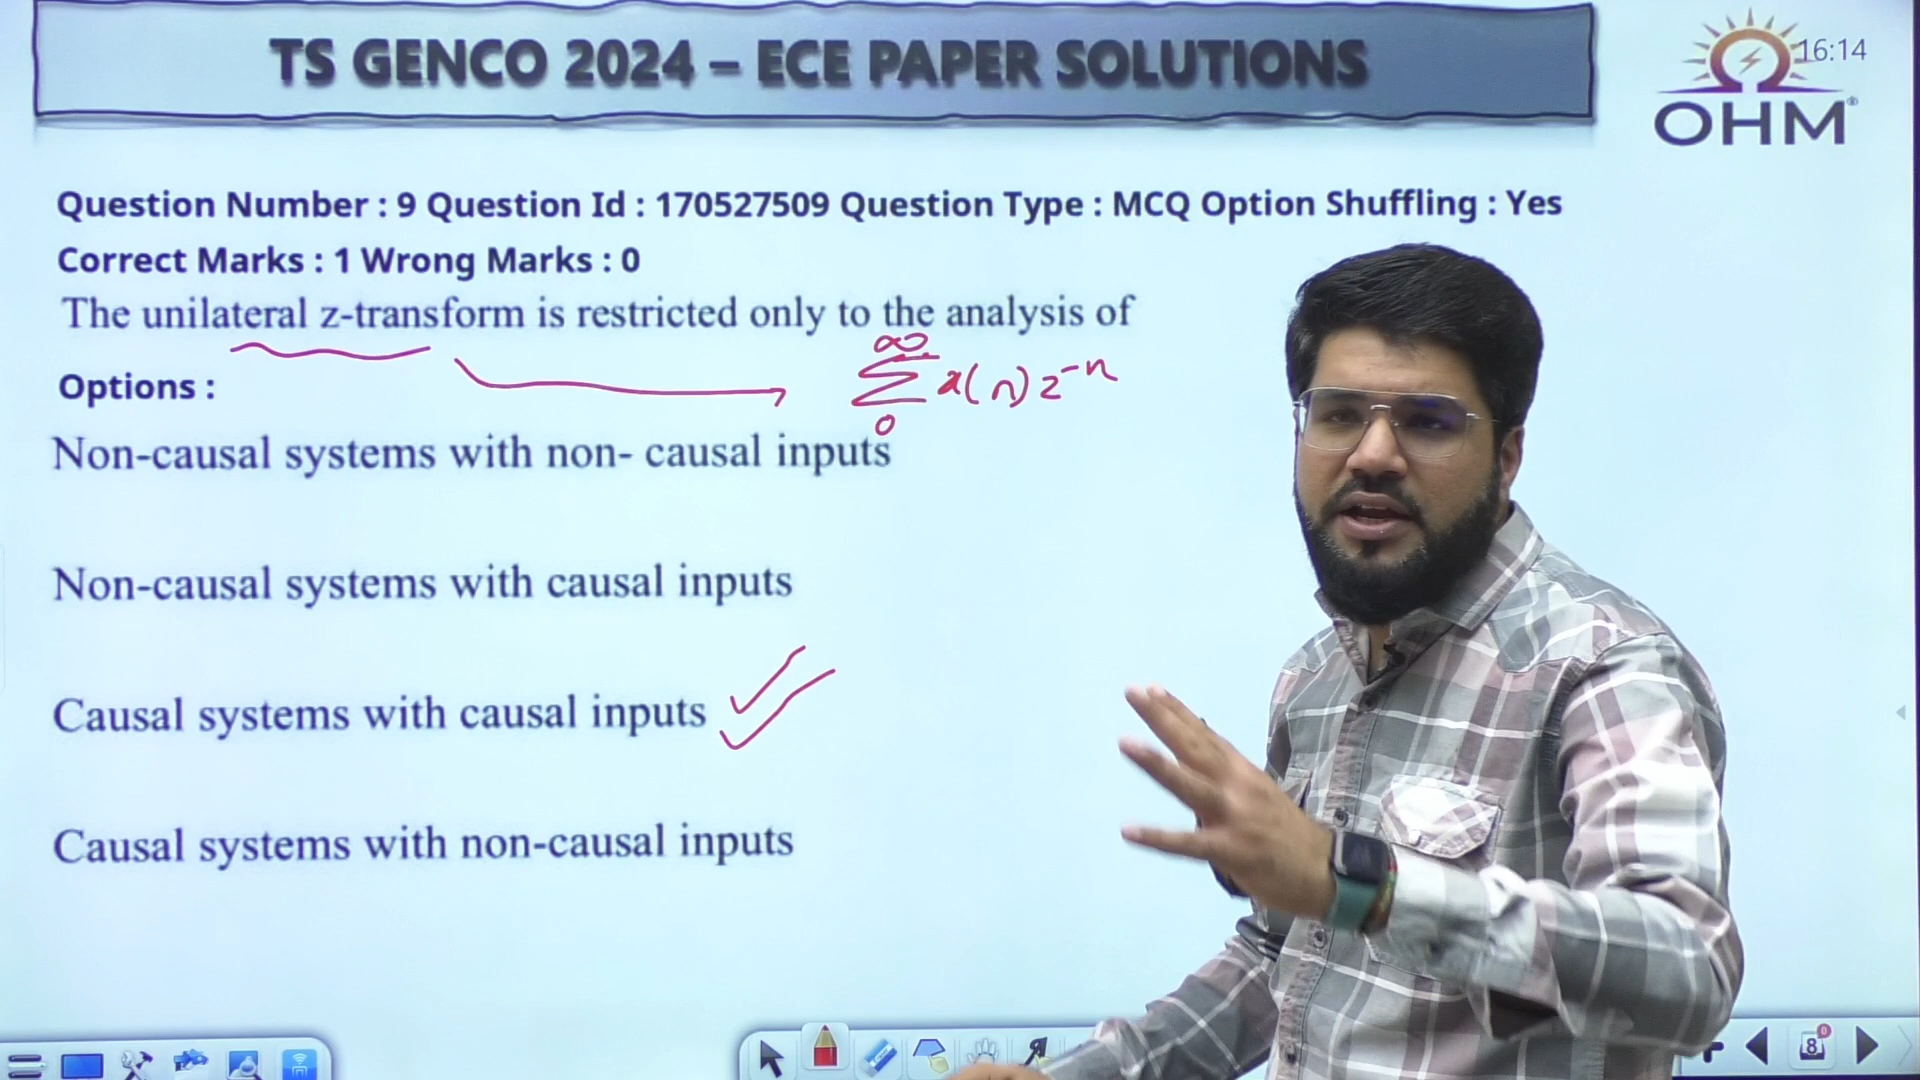 TS GENCO 2024 – ECE PAPER SOLUTIONS
16:14
OHM®
Question Number : 9 Question Id : 170527509 Question Type : MCQ Option Shuffling : Yes
Correct Marks : 1 Wrong Marks : 0
The unilateral z-transform is restricted only to the analysis of
Options :
∞
∑ x(n) z⁻ⁿ
0
Non-causal systems with non- causal inputs
Non-causal systems with causal inputs
Causal systems with causal inputs
Causal systems with non-causal inputs
8
0